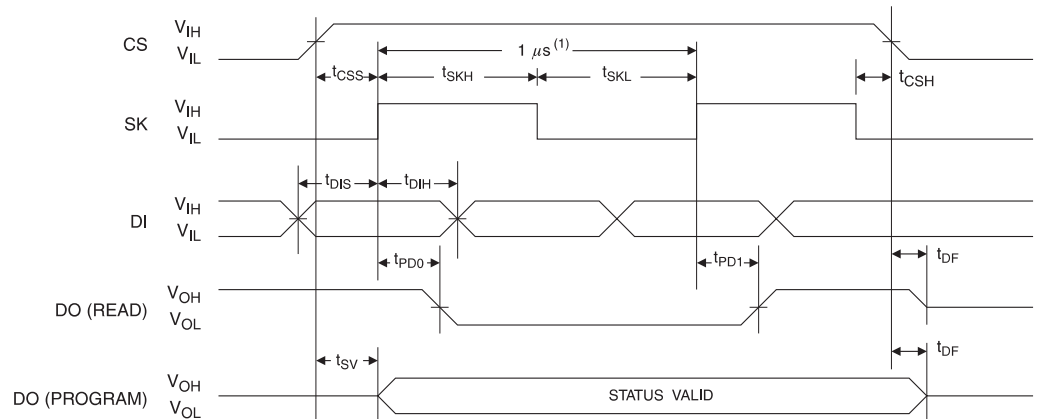 V_IH
CS
V_IL
1 μs(1)
t_CSS
t_SKH
t_SKL
t_CSH
V_IH
SK
V_IL
t_DIS
t_DIH
V_IH
DI
V_IL
t_PD0
t_PD1
t_DF
V_OH
DO (READ)
V_OL
t_SV
t_DF
V_OH
DO (PROGRAM)
STATUS VALID
V_OL